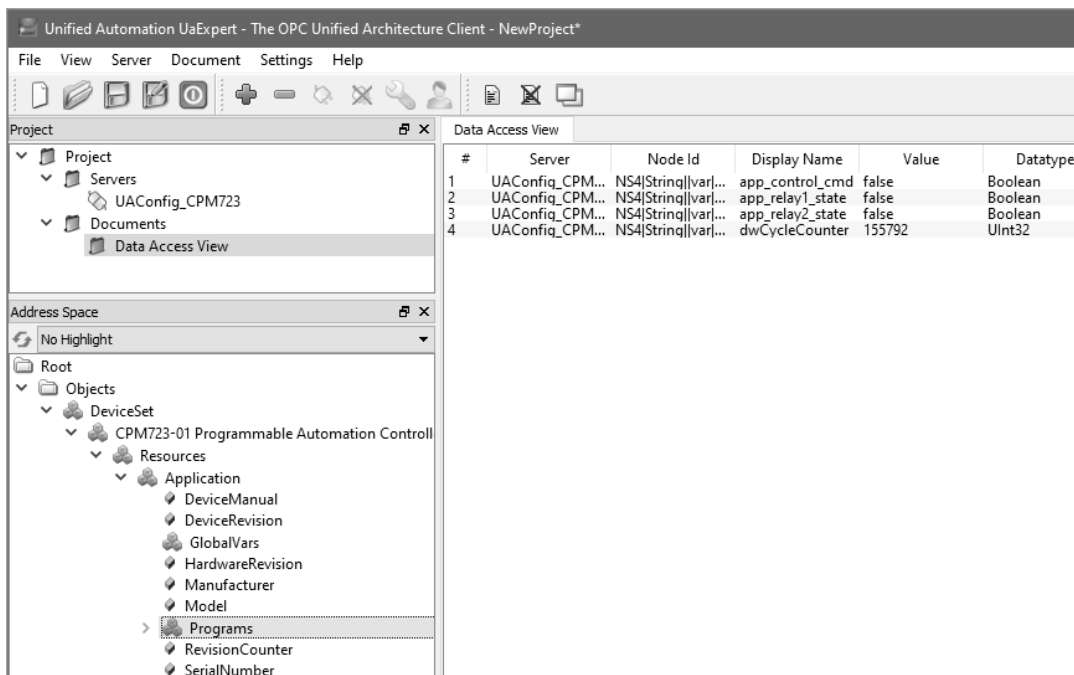 Unified Automation UaExpert - The OPC Unified Architecture Client - NewProject*
File View Server Document Settings Help
Project
Project
Servers
UAConfig_CPM723
Documents
Data Access View
Address Space
No Highlight
Root
Objects
DeviceSet
CPM723-01 Programmable Automation Controll
Resources
Application
DeviceManual
DeviceRevision
GlobalVars
HardwareRevision
Manufacturer
Model
Programs
RevisionCounter
SerialNumber
Data Access View
# Server Node Id Display Name Value Datatype
1 UAConfig_CPM... NS4|String||var|... app_control_cmd false Boolean
2 UAConfig_CPM... NS4|String||var|... app_relay1_state false Boolean
3 UAConfig_CPM... NS4|String||var|... app_relay2_state false Boolean
4 UAConfig_CPM... NS4|String||var|... dwCycleCounter 155792 UInt32